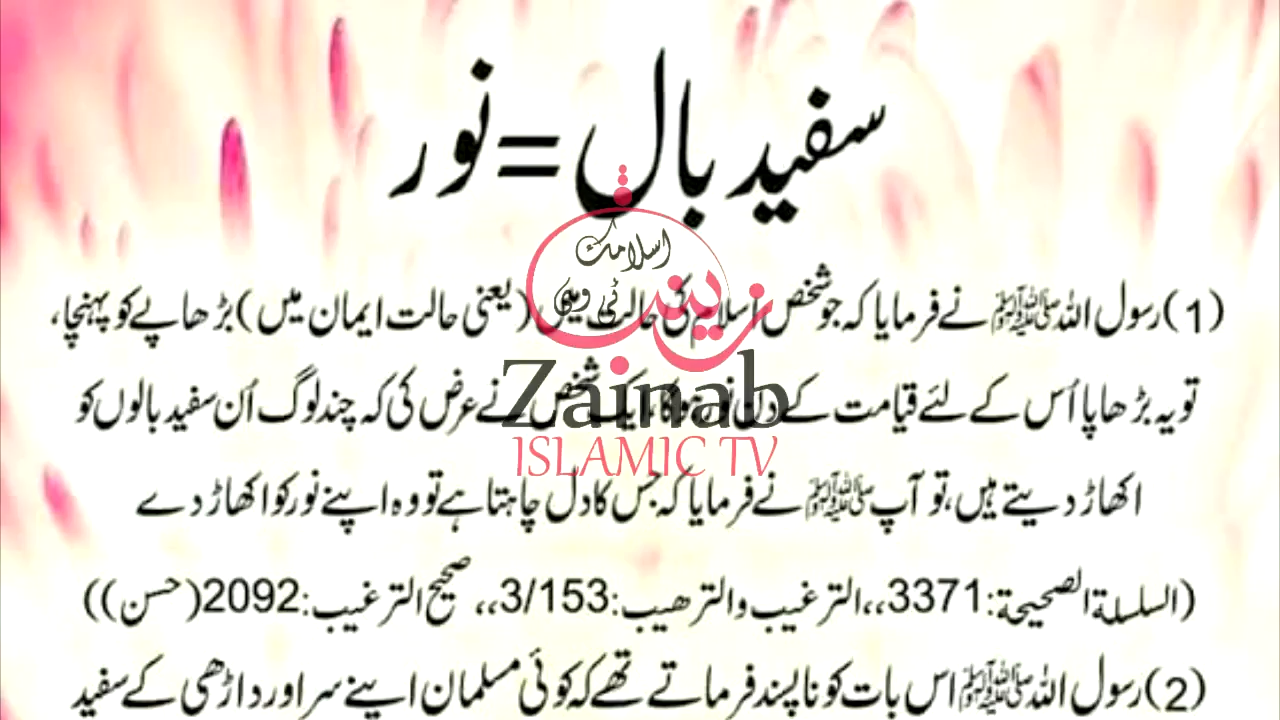 سفید بال = نور
(1) رسول اللہ ﷺ نے فرمایا کہ جو شخص اسلام کی حالت میں (یعنی حالت ایمان میں) بڑھاپے کو پہنچا،
تو یہ بڑھاپا اُس کے لئے قیامت کے دن نور ہوگا، ایک شخص نے عرض کی کہ چند لوگ اُن سفید بالوں کو
اکھاڑ دیتے ہیں، تو آپ ﷺ نے فرمایا کہ جس کا دل چاہتا ہے تو وہ اپنے نور کو اکھاڑ دے
(السلسلة الصحيحة:3371،،الترغیب والترھیب:3/153،، صحیح الترغیب:2092(حسن))
(2) رسول اللہ ﷺ اس بات کو ناپسند فرماتے تھے کہ کوئی مسلمان اپنے سر اور داڑھی کے سفید
اسلامک
زینب ٹی وی
Zainab
ISLAMIC TV